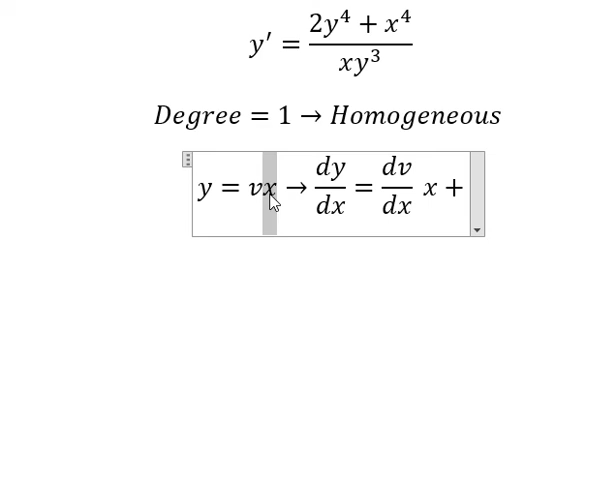 y′ = (2y⁴ + x⁴)/(xy³)
Degree = 1 → Homogeneous
y = vx → dy/dx = dv/dx x +